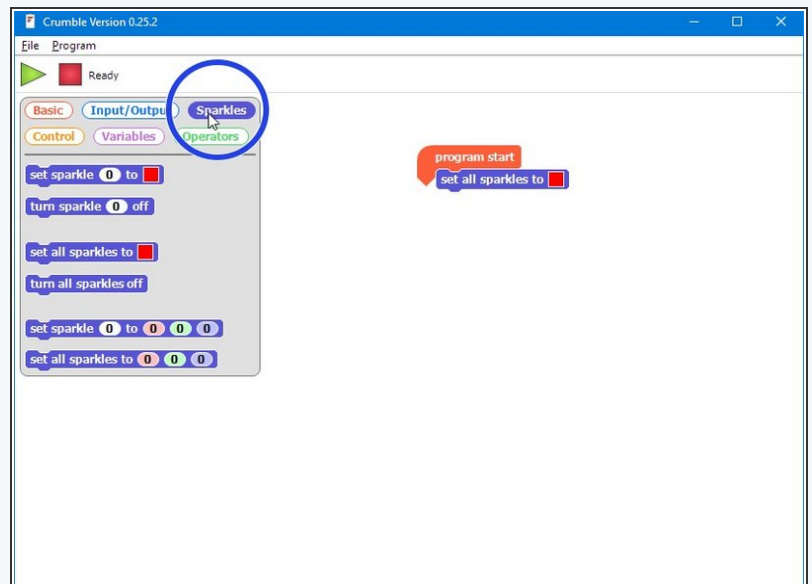 Crumble Version 0.25.2
File Program
Ready
Basic Input/Output Sparkles
Control Variables Operators
set sparkle 0 to
turn sparkle 0 off
set all sparkles to
turn all sparkles off
set sparkle 0 to 0 0 0
set all sparkles to 0 0 0
program start
set all sparkles to